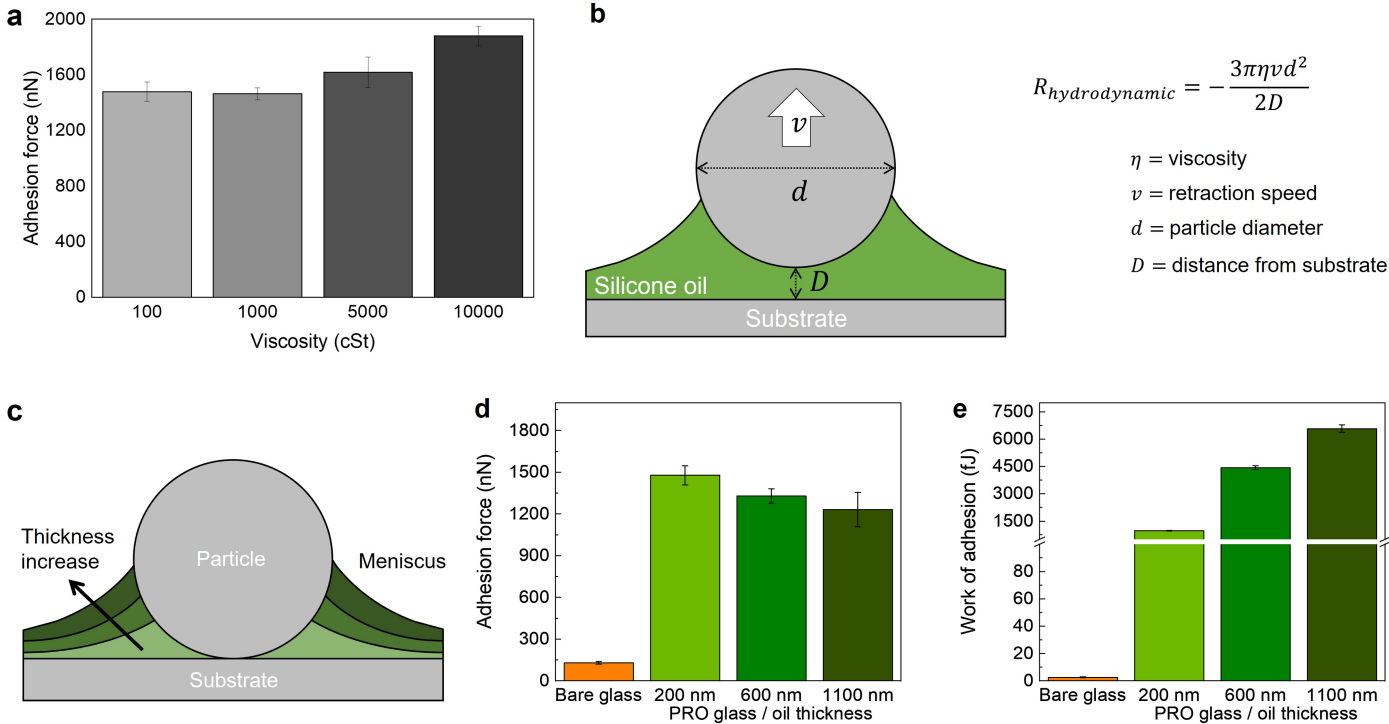 a
2000
1600
1200
800
400
0
Adhesion force (nN)
100 1000 5000 10000
Viscosity (cSt)
b
v
d
D
Silicone oil
Substrate
R_hydrodynamic = − 3πηvd² / 2D
η = viscosity
v = retraction speed
d = particle diameter
D = distance from substrate
c
Thickness
increase
Particle
Meniscus
Substrate
d
1800
1500
1200
900
600
300
0
Adhesion force (nN)
Bare glass 200 nm 600 nm 1100 nm
PRO glass / oil thickness
e
7500
6000
4500
3000
1500
80
60
40
20
0
Work of adhesion (fJ)
Bare glass 200 nm 600 nm 1100 nm
PRO glass / oil thickness